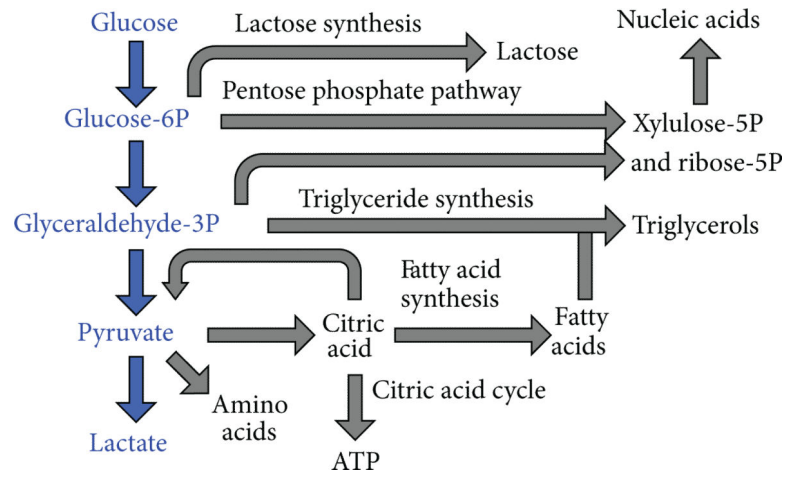 Glucose
Lactose synthesis
Nucleic acids
Lactose
Pentose phosphate pathway
Glucose-6P
Xylulose-5P
and ribose-5P
Triglyceride synthesis
Glyceraldehyde-3P
Triglycerols
Fatty acid
synthesis
Pyruvate
Citric
acid
Fatty
acids
Amino
acids
Citric acid cycle
Lactate
ATP